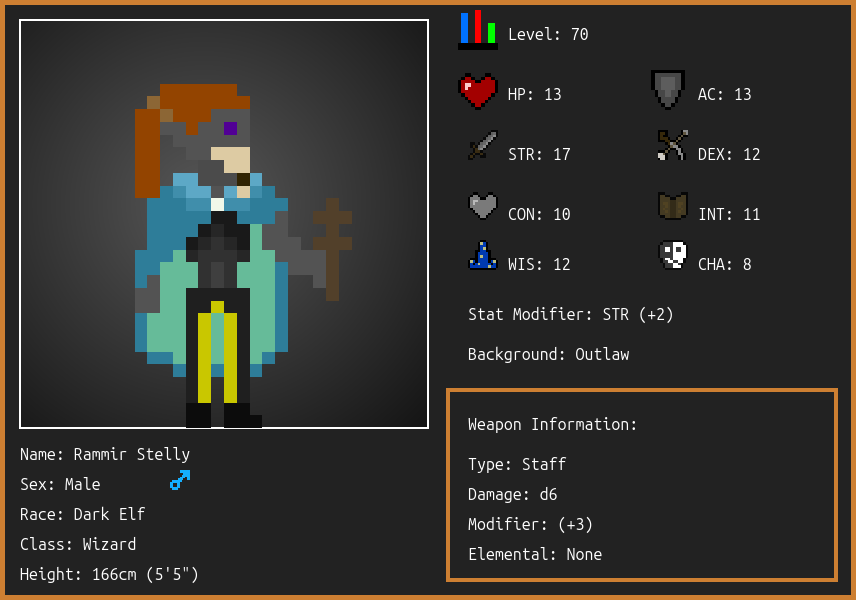 Level: 70
HP: 13
AC: 13
STR: 17
DEX: 12
CON: 10
INT: 11
WIS: 12
CHA: 8
Stat Modifier: STR (+2)
Background: Outlaw
Weapon Information:
Type: Staff
Damage: d6
Modifier: (+3)
Elemental: None
Name: Rammir Stelly
Sex: Male
Race: Dark Elf
Class: Wizard
Height: 166cm (5'5")